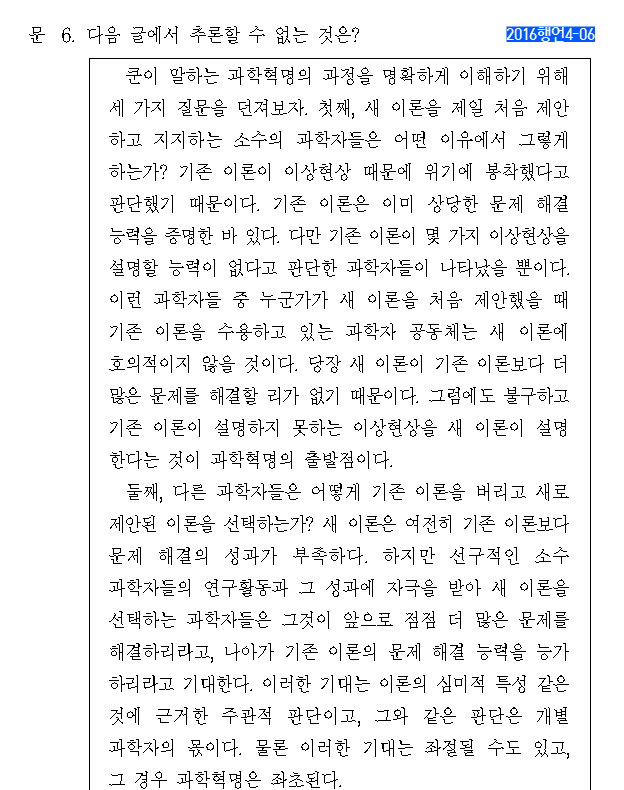 문 6. 다음 글에서 추론할 수 없는 것은? 2016행언4-06
쿤이 말하는 과학혁명의 과정을 명확하게 이해하기 위해
세 가지 질문을 던져보자. 첫째, 새 이론을 제일 처음 제안
하고 지지하는 소수의 과학자들은 어떤 이유에서 그렇게
하는가? 기존 이론이 이상현상 때문에 위기에 봉착했다고
판단했기 때문이다. 기존 이론은 이미 상당한 문제 해결
능력을 증명한 바 있다. 다만 기존 이론이 몇 가지 이상현상을
설명할 능력이 없다고 판단한 과학자들이 나타났을 뿐이다.
이런 과학자들 중 누군가가 새 이론을 처음 제안했을 때
기존 이론을 수용하고 있는 과학자 공동체는 새 이론에
호의적이지 않을 것이다. 당장 새 이론이 기존 이론보다 더
많은 문제를 해결할 리가 없기 때문이다. 그럼에도 불구하고
기존 이론이 설명하지 못하는 이상현상을 새 이론이 설명
한다는 것이 과학혁명의 출발점이다.
둘째, 다른 과학자들은 어떻게 기존 이론을 버리고 새로
제안된 이론을 선택하는가? 새 이론은 여전히 기존 이론보다
문제 해결의 성과가 부족하다. 하지만 선구적인 소수
과학자들의 연구활동과 그 성과에 자극을 받아 새 이론을
선택하는 과학자들은 그것이 앞으로 점점 더 많은 문제를
해결하리라고, 나아가 기존 이론의 문제 해결 능력을 능가
하리라고 기대한다. 이러한 기대는 이론의 심미적 특성 같은
것에 근거한 주관적 판단이고, 그와 같은 판단은 개별
과학자의 몫이다. 물론 이러한 기대는 좌절될 수도 있고,
그 경우 과학혁명은 좌초된다.